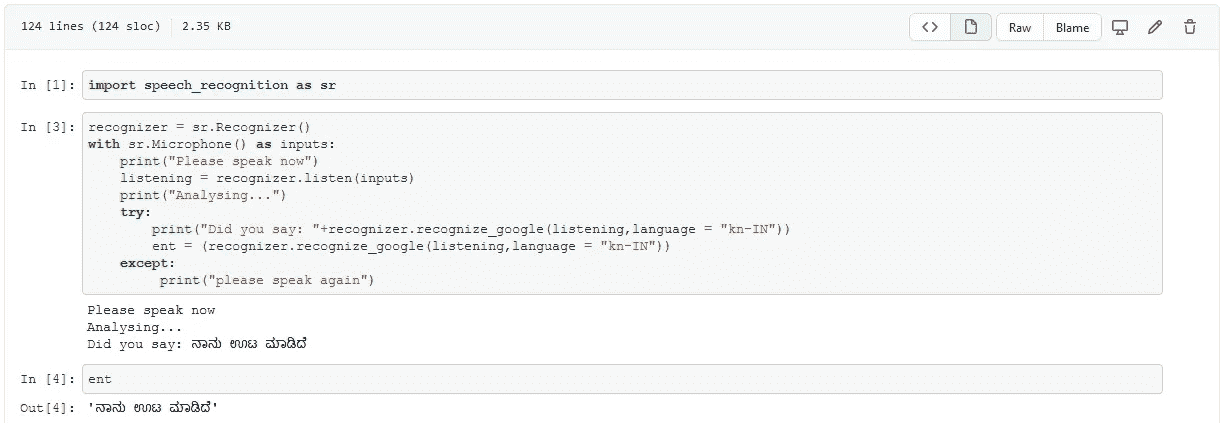 124 lines (124 sloc) 2.35 KB
Raw Blame
In [1]: import speech_recognition as sr
In [3]: recognizer = sr.Recognizer()
with sr.Microphone() as inputs:
    print("Please speak now")
    listening = recognizer.listen(inputs)
    print("Analysing...")
    try:
        print("Did you say: "+recognizer.recognize_google(listening,language = "kn-IN"))
        ent = (recognizer.recognize_google(listening,language = "kn-IN"))
    except:
         print("please speak again")
Please speak now
Analysing...
Did you say: ನಾನು ಊಟ ಮಾಡಿದೆ
In [4]: ent
Out[4]: 'ನಾನು ಊಟ ಮಾಡಿದೆ'